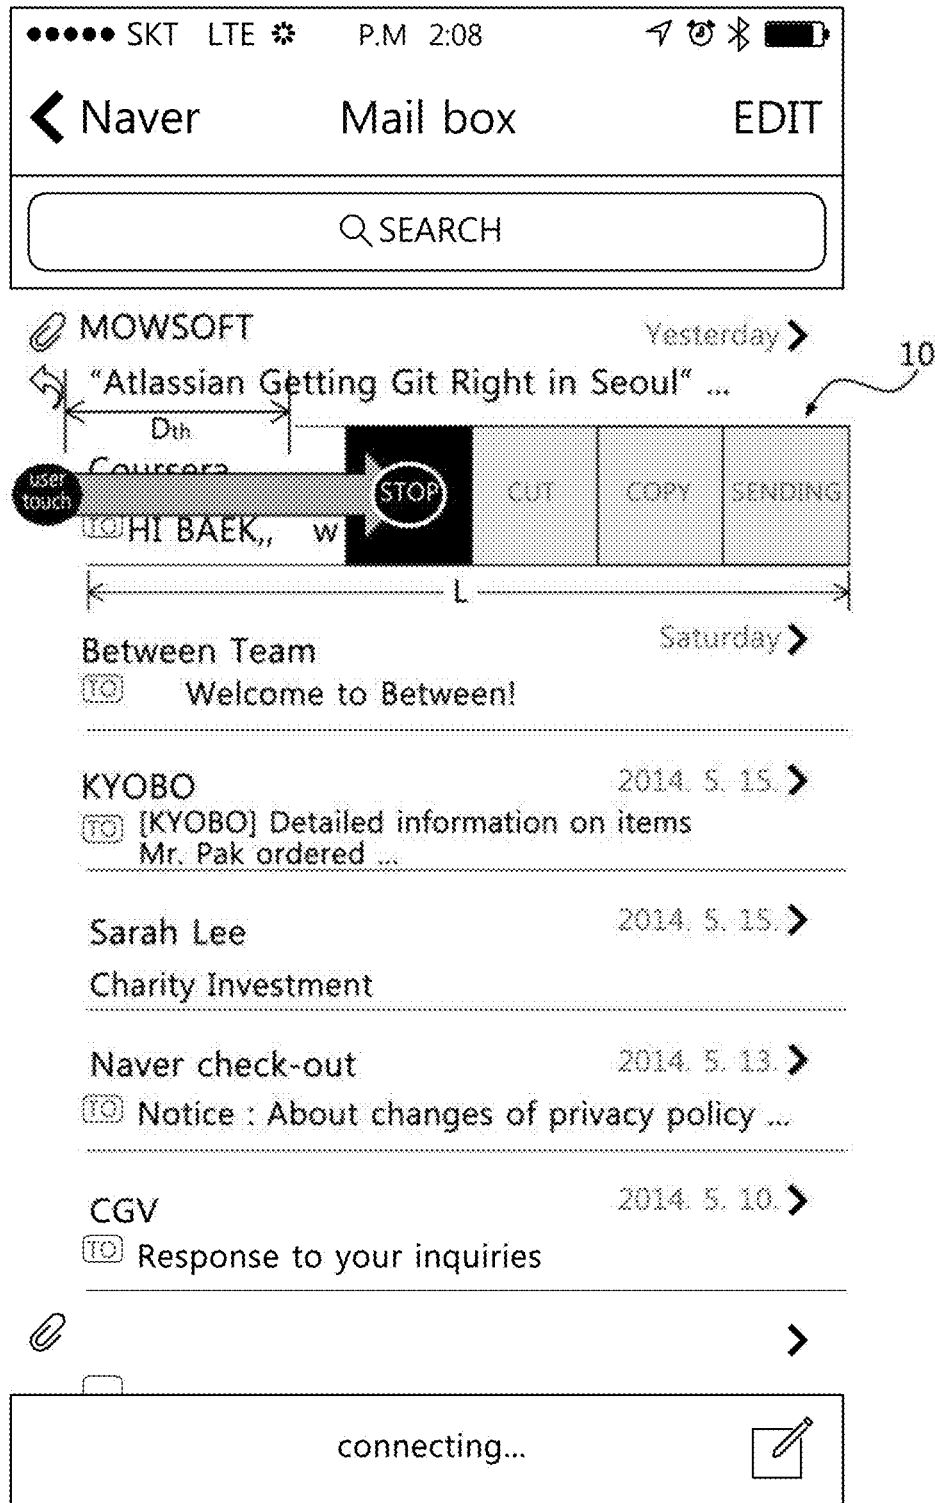 SKT LTE P.M 2:08
Naver Mail box EDIT
SEARCH
MOWSOFT Yesterday
"Atlassian Getting Git Right in Seoul" ...
10
Dth
Coursera
user touch STOP CUT COPY SENDING
TO HI BAEK,, w
L
Between Team Saturday
TO Welcome to Between!
KYOBO 2014. 5. 15.
TO [KYOBO] Detailed information on items
Mr. Pak ordered ...
Sarah Lee 2014. 5. 15.
Charity Investment
Naver check-out 2014. 5. 13.
TO Notice : About changes of privacy policy ...
CGV 2014. 5. 10.
TO Response to your inquiries
connecting...